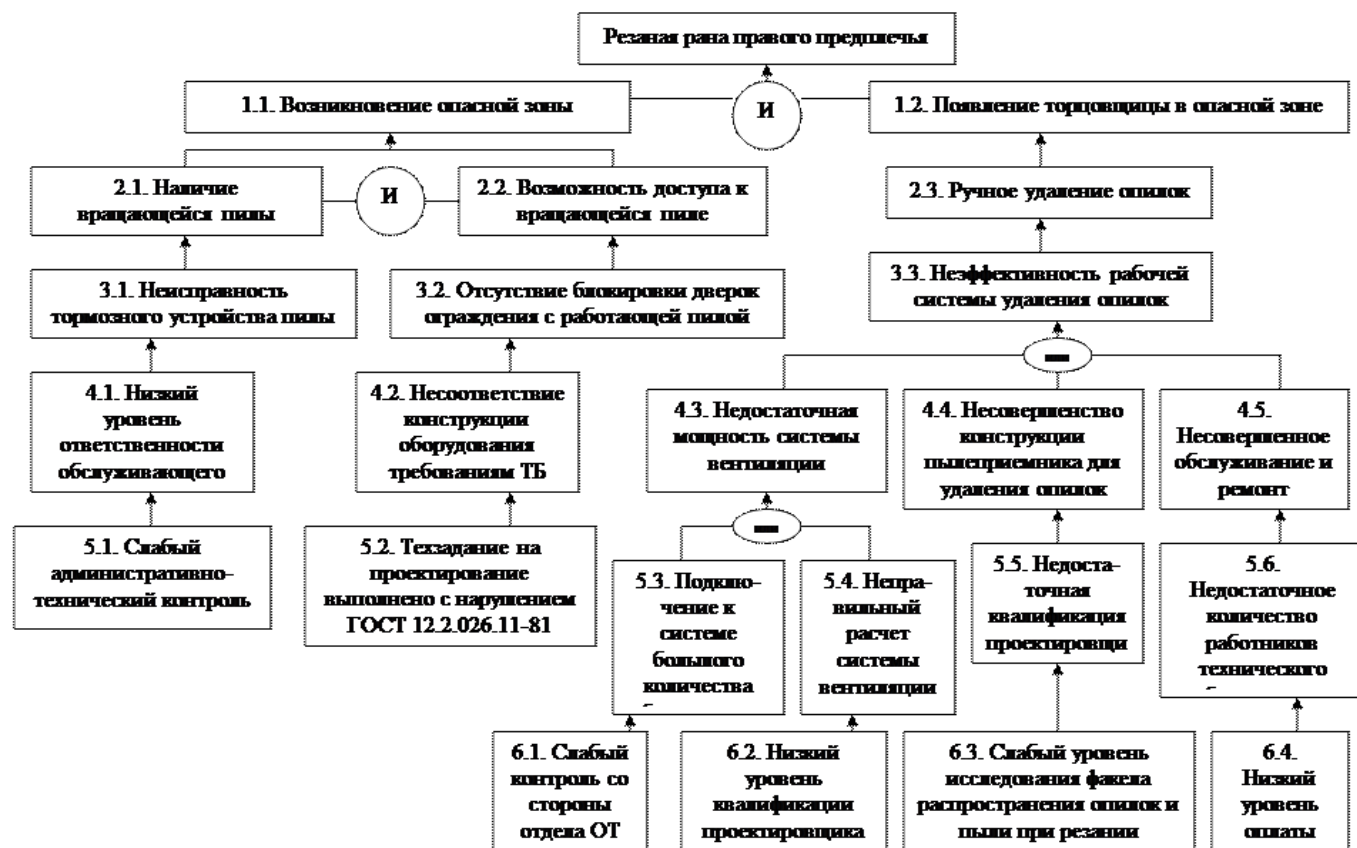 Резаная рана правого предплечья
1.1. Возникновение опасной зоны
И
1.2. Появление торцовщицы в опасной зоне
2.1. Наличие
вращающейся пилы
И
2.2. Возможность доступа к
вращающейся пиле
2.3. Ручное удаление опилок
3.1. Неисправность
тормозного устройства пилы
3.2. Отсутствие блокировки дверок
ограждения с работающей пилой
3.3. Неэффективность рабочей
системы удаления опилок
4.1. Низкий
уровень
ответственности
обслуживающего
4.2. Несоответствие
конструкции
оборудования
требованиям ТБ
4.3. Недостаточная
мощность системы
вентиляции
4.4. Несовершенство
конструкции
пылеприемника для
удаления опилок
4.5.
Несовершенное
обслуживание и
ремонт
5.1. Слабый
административно-
технический контроль
5.2. Техзадание на
проектирование
выполнено с нарушением
ГОСТ 12.2.026.11-81
5.3. Подклю-
чение к
системе
большого
количества
5.4. Непра-
вильный
расчет
системы
вентиляции
5.5. Недоста-
точная
квалификация
проектировщи
5.6.
Недостаточное
количество
работников
технического
6.1. Слабый
контроль со
стороны
отдела ОТ
6.2. Низкий
уровень
квалификации
проектировщика
6.3. Слабый уровень
исследования факела
распространения опилок и
пыли при резании
6.4.
Низкий
уровень
оплаты